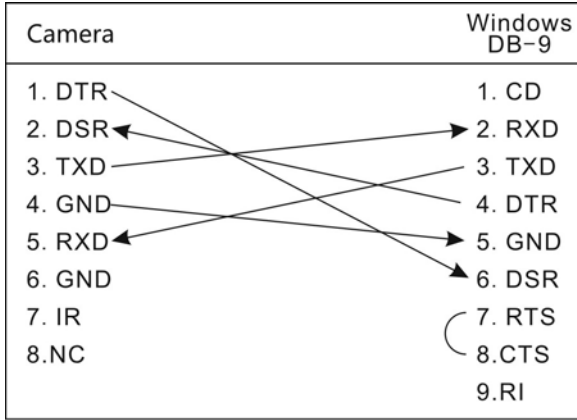 Camera
Windows
DB-9
1. DTR
2. DSR
3. TXD
4. GND
5. RXD
6. GND
7. IR
8.NC
1. CD
2. RXD
3. TXD
4. DTR
5. GND
6. DSR
7. RTS
8.CTS
9.RI